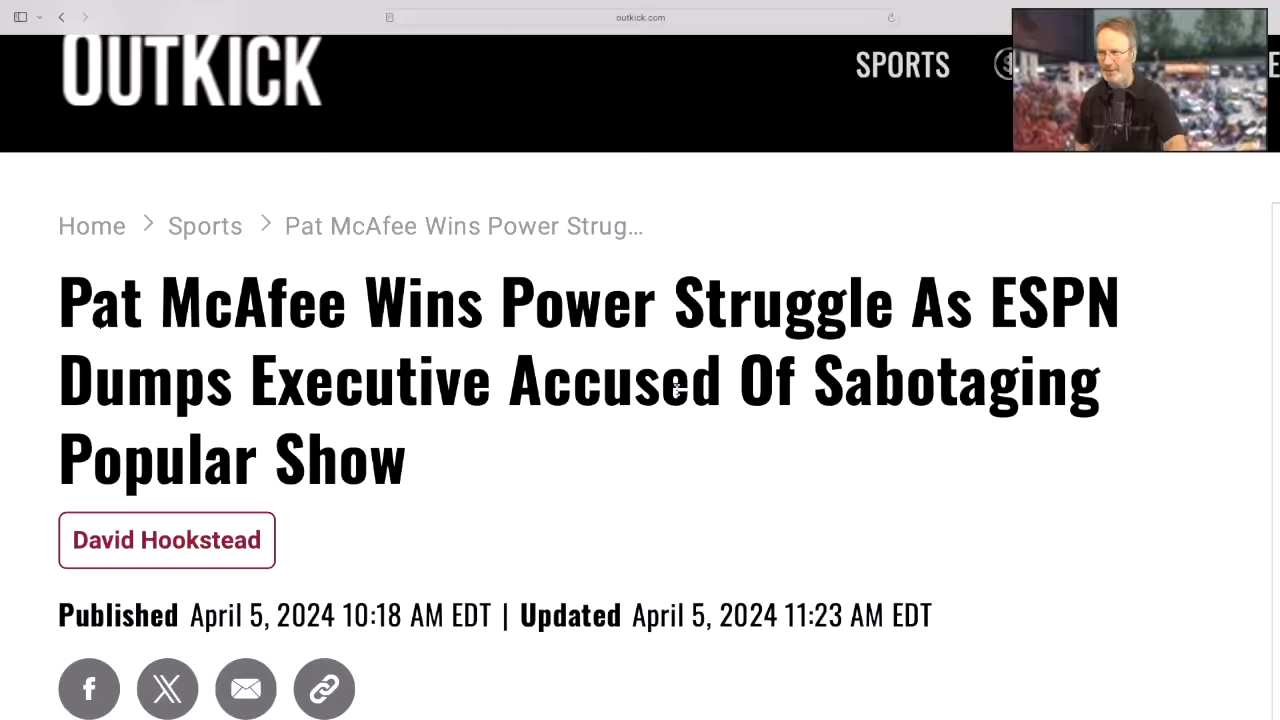 outkick.com
OUTKICK
SPORTS
Home > Sports > Pat McAfee Wins Power Strug...
Pat McAfee Wins Power Struggle As ESPN
Dumps Executive Accused Of Sabotaging
Popular Show
David Hookstead
Published April 5, 2024 10:18 AM EDT | Updated April 5, 2024 11:23 AM EDT